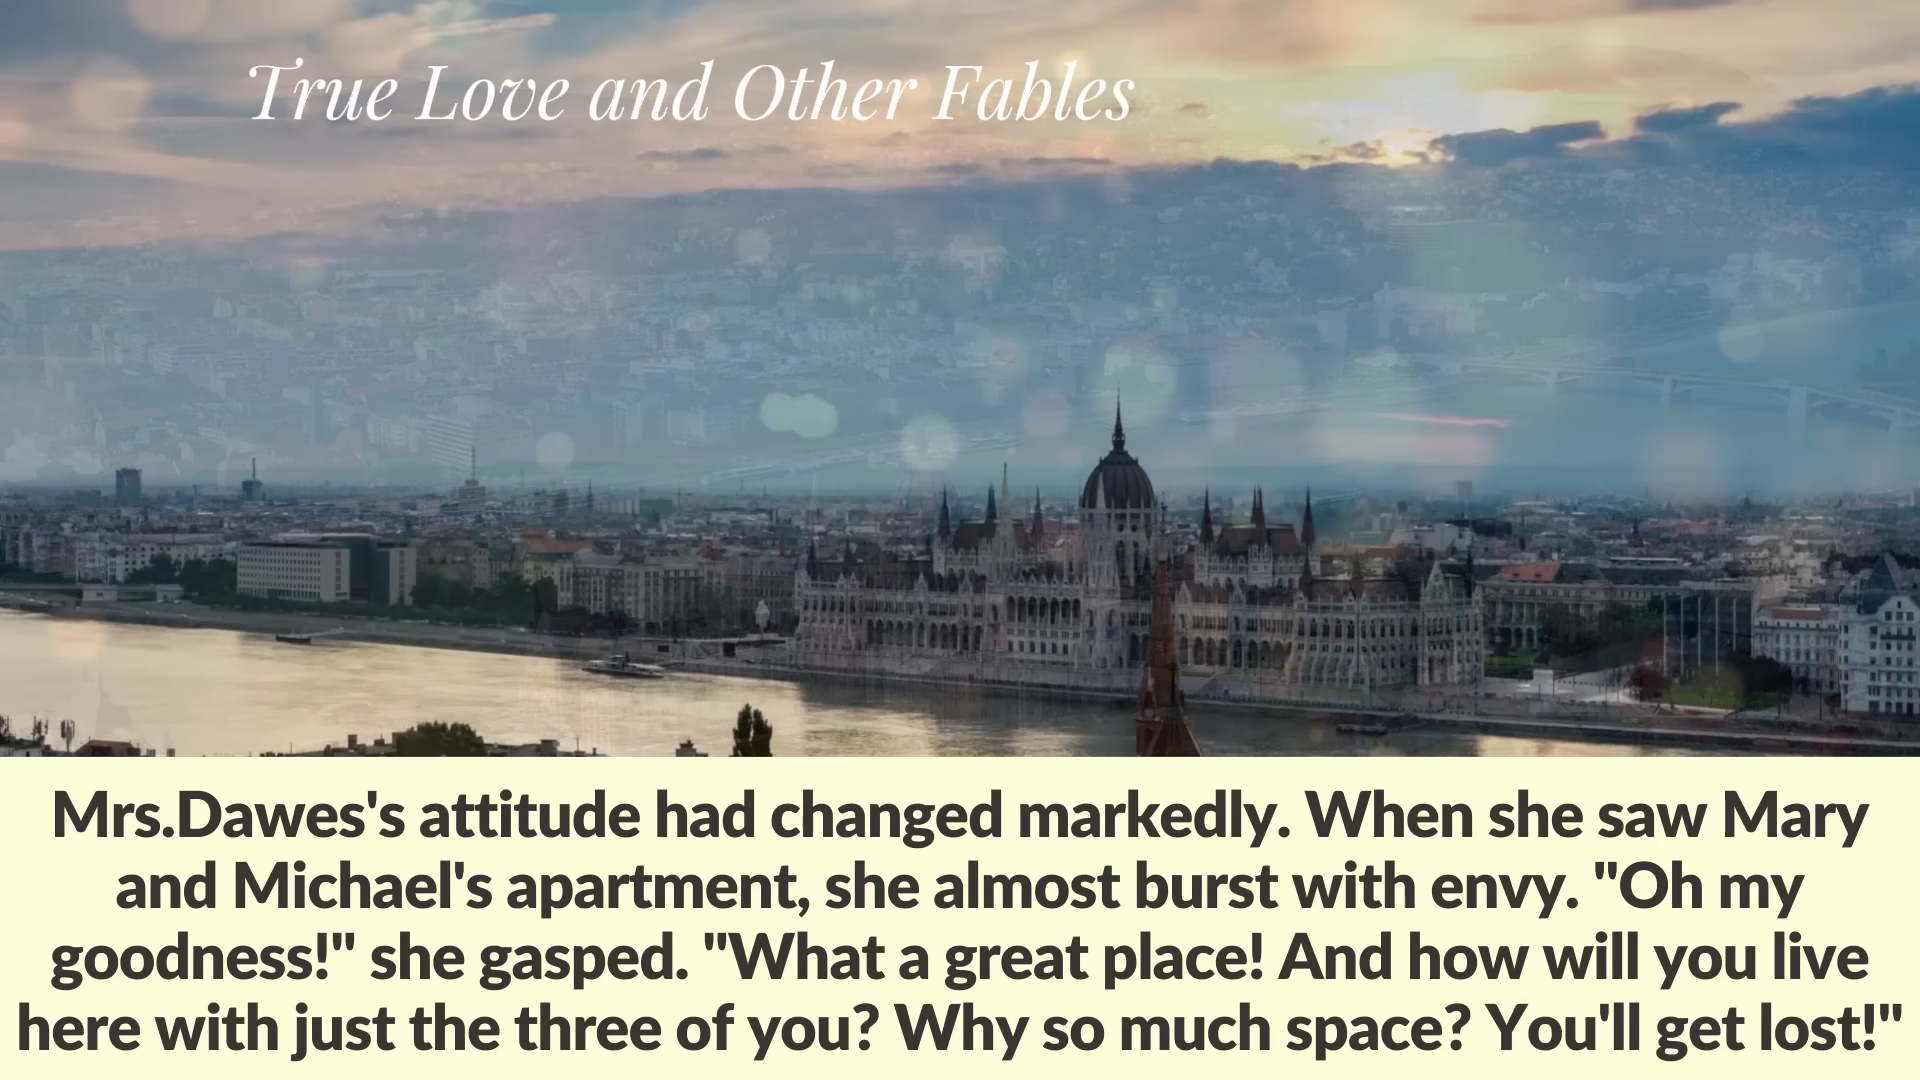 True Love and Other Fables
Mrs.Dawes's attitude had changed markedly. When she saw Mary
and Michael's apartment, she almost burst with envy. "Oh my
goodness!" she gasped. "What a great place! And how will you live
here with just the three of you? Why so much space? You'll get lost!"